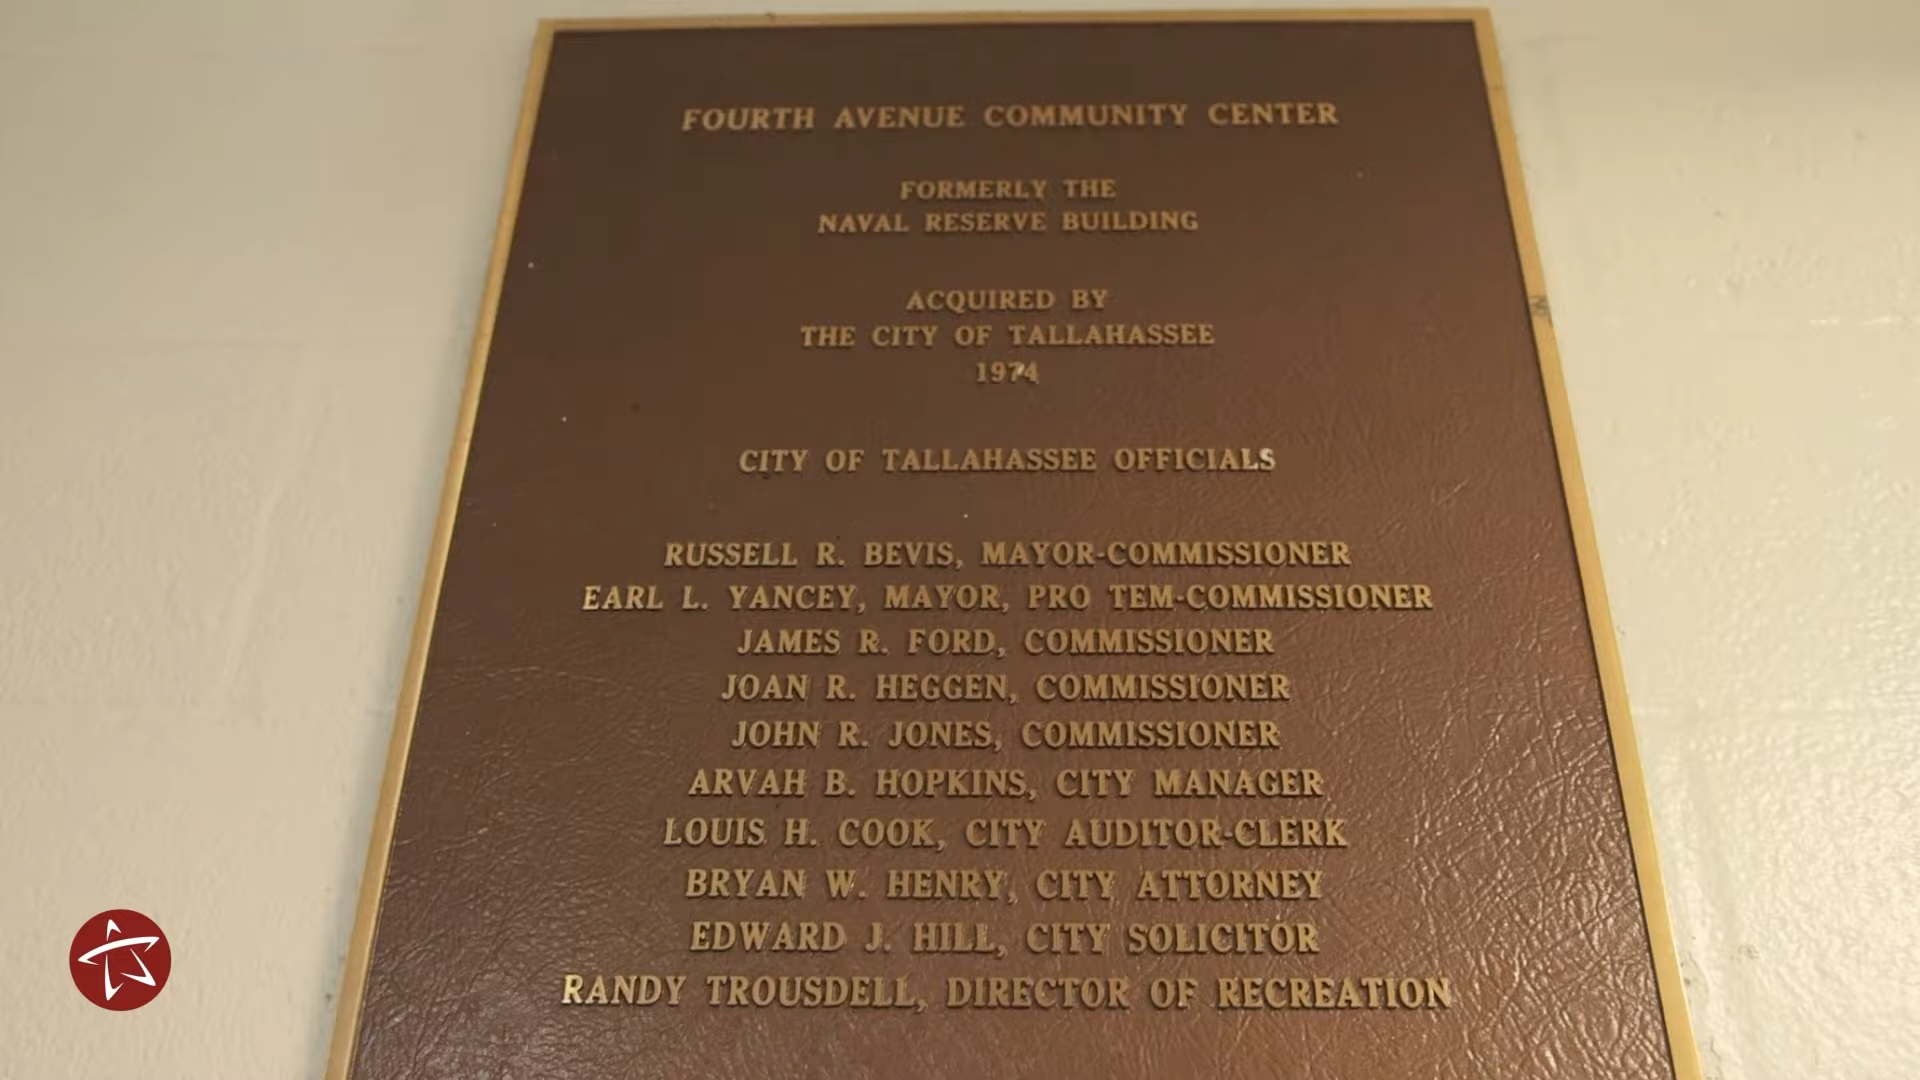 FOURTH AVENUE COMMUNITY CENTER
FORMERLY THE
NAVAL RESERVE BUILDING
ACQUIRED BY
THE CITY OF TALLAHASSEE
1974
CITY OF TALLAHASSEE OFFICIALS
RUSSELL R. BEVIS, MAYOR-COMMISSIONER
EARL L. YANCEY, MAYOR, PRO TEM-COMMISSIONER
JAMES R. FORD, COMMISSIONER
JOAN R. HEGGEN, COMMISSIONER
JOHN R. JONES, COMMISSIONER
ARVAH B. HOPKINS, CITY MANAGER
LOUIS H. COOK, CITY AUDITOR-CLERK
BRYAN W. HENRY, CITY ATTORNEY
EDWARD J. HILL, CITY SOLICITOR
RANDY TROUSDELL, DIRECTOR OF RECREATION